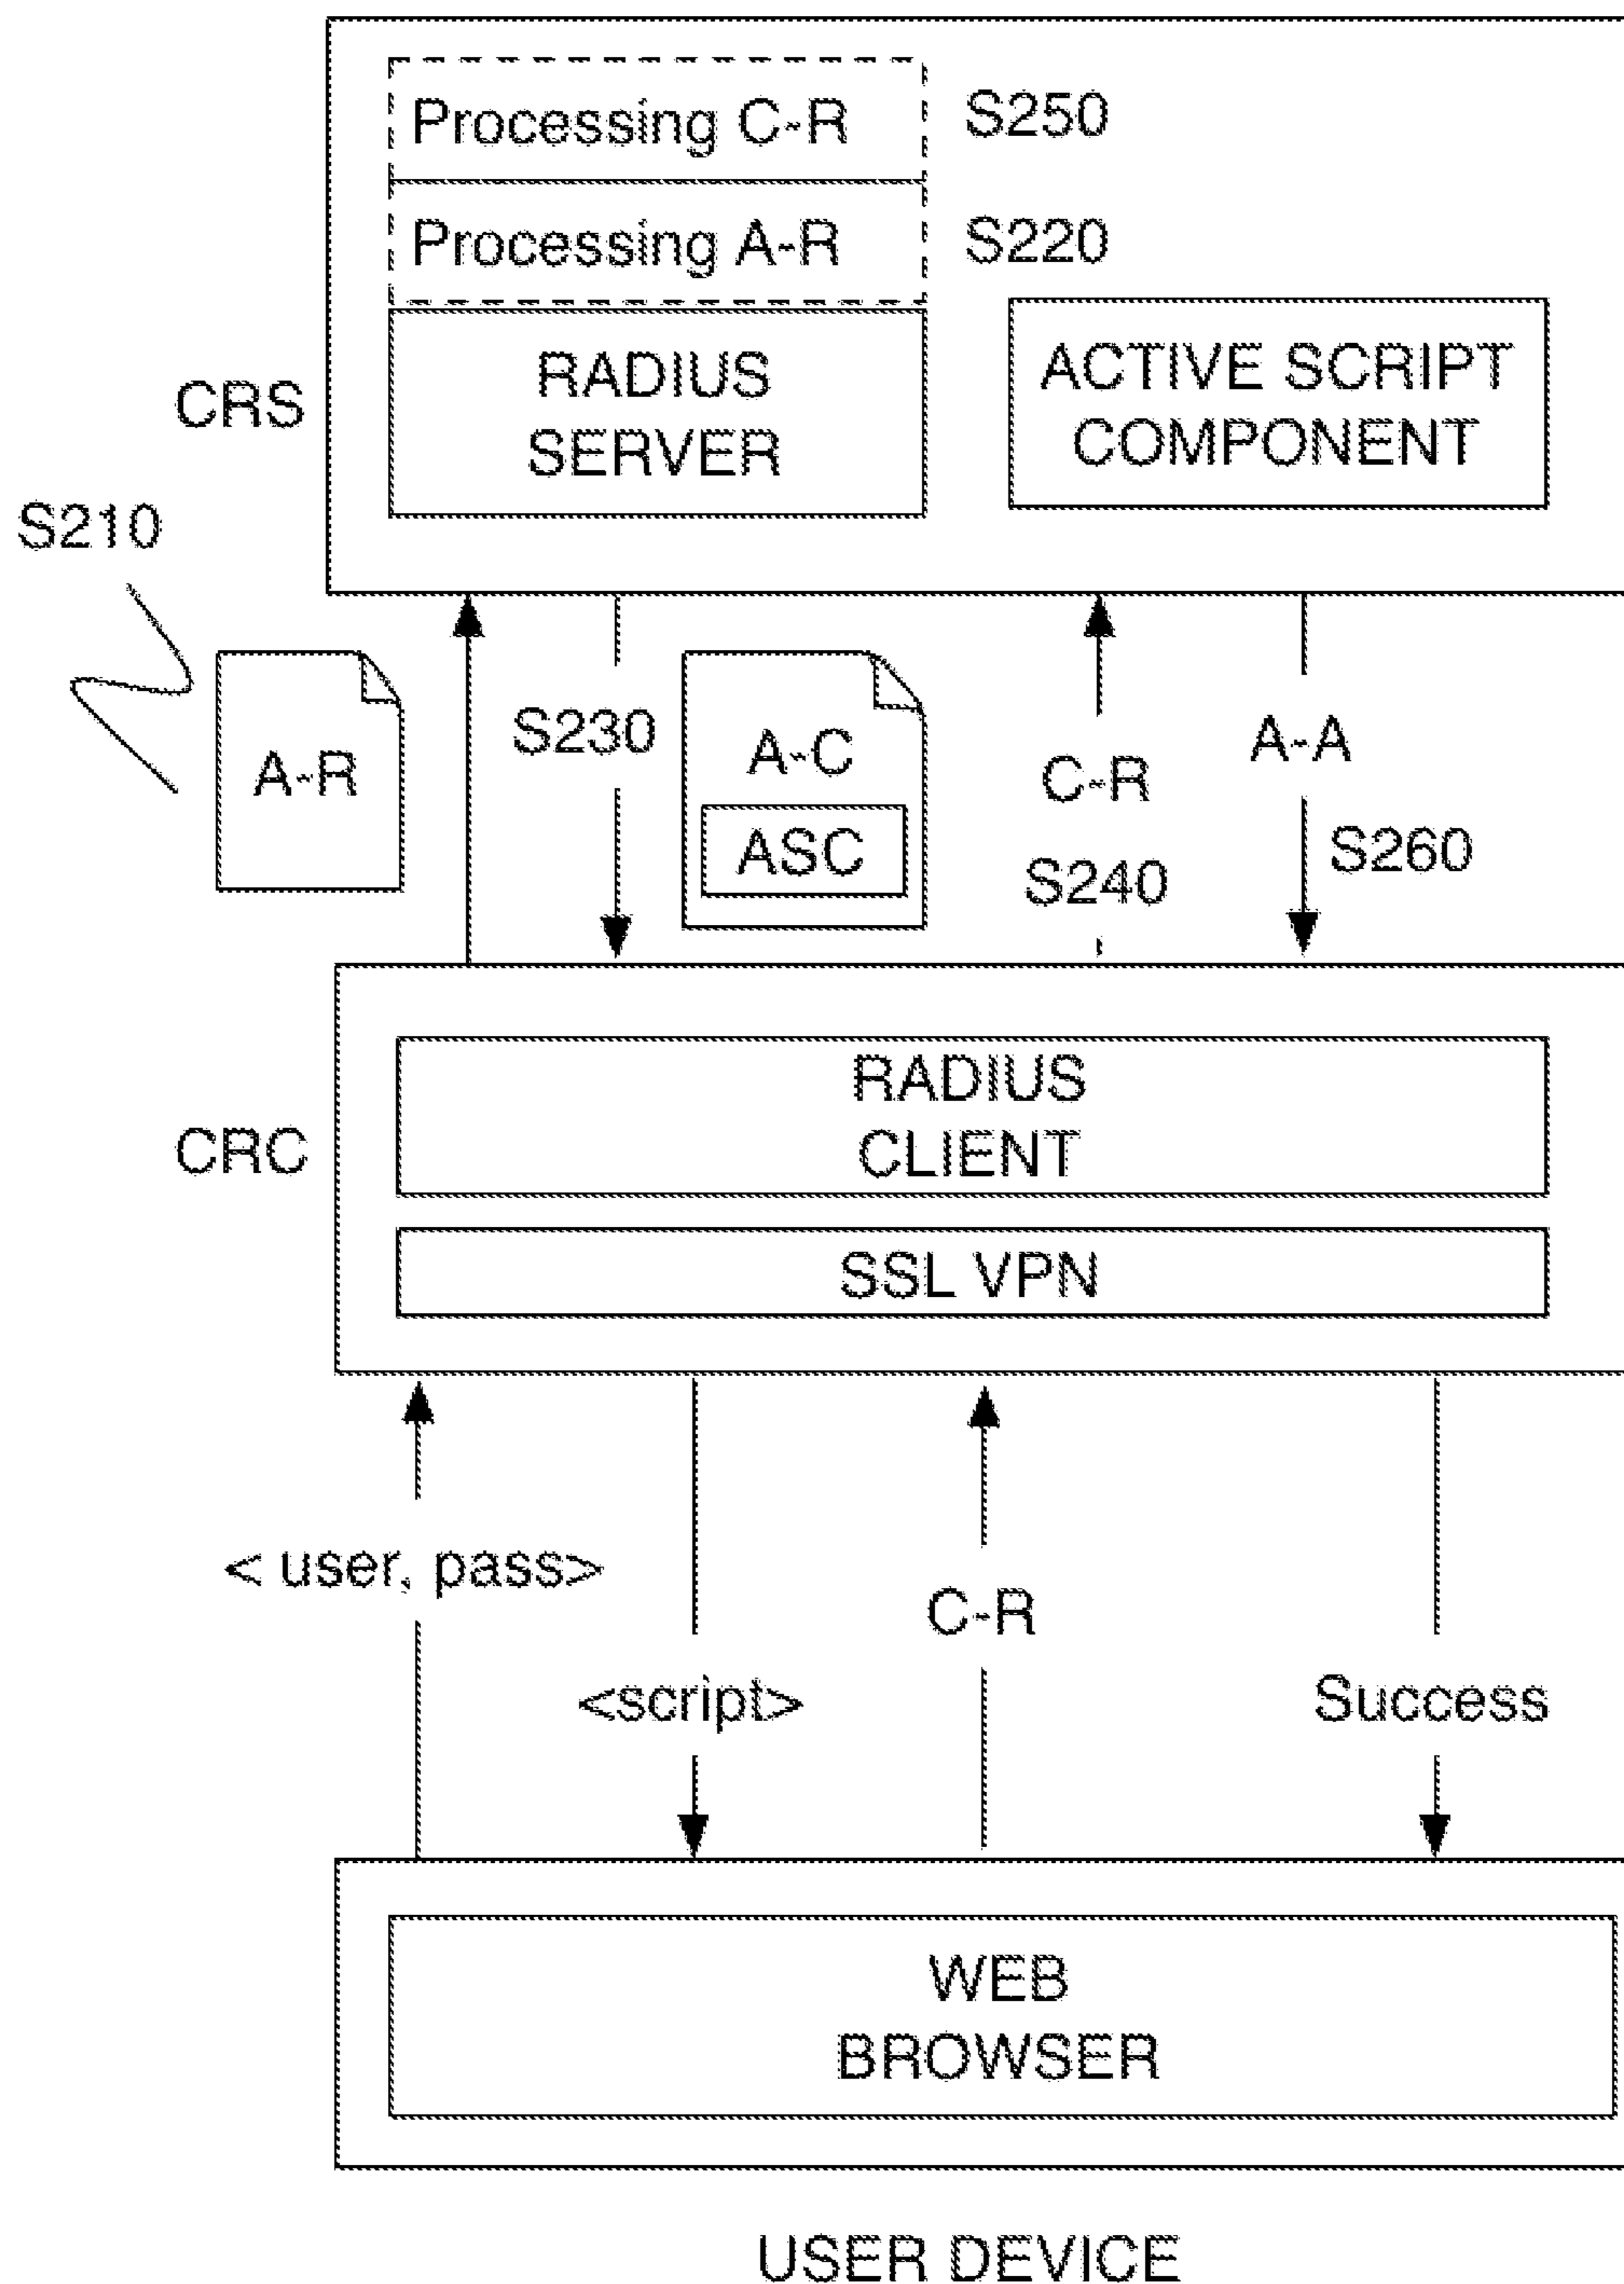 Processing C-R
S250
Processing A-R
S220
RADIUS
SERVER
ACTIVE SCRIPT
COMPONENT
CRS
S210
A-R
S230
A-C
ASC
C-R
S240
A-A
S260
CRC
RADIUS
CLIENT
SSL VPN
< user, pass>
<script>
C-R
Success
WEB
BROWSER
USER DEVICE